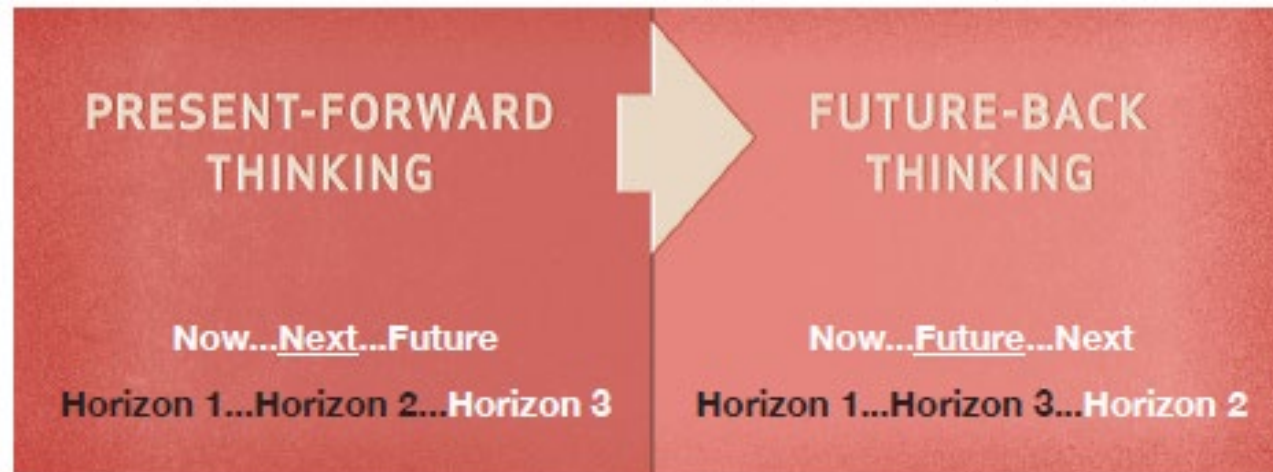 PRESENT-FORWARD
THINKING
Now...Next...Future
Horizon 1...Horizon 2...Horizon 3
FUTURE-BACK
THINKING
Now...Future...Next
Horizon 1...Horizon 3...Horizon 2